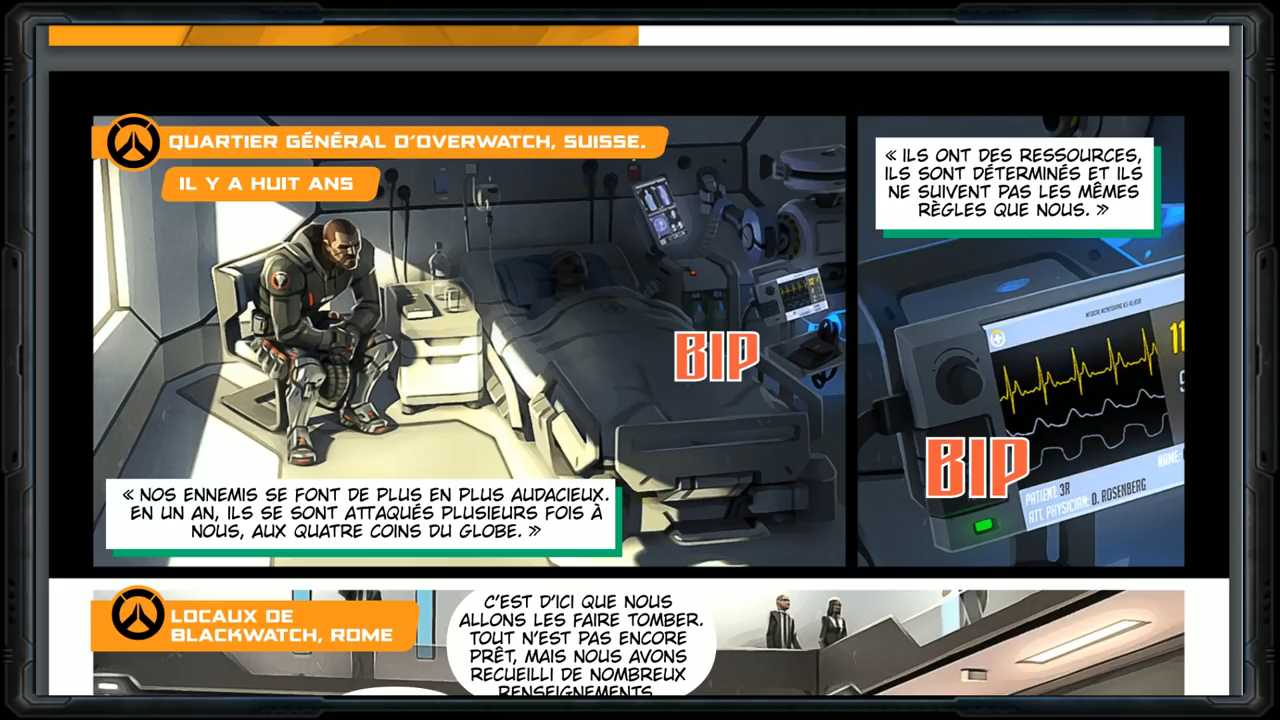 QUARTIER GÉNÉRAL D'OVERWATCH, SUISSE.
IL Y A HUIT ANS
« NOS ENNEMIS SE FONT DE PLUS EN PLUS AUDACIEUX.
EN UN AN, ILS SE SONT ATTAQUÉS PLUSIEURS FOIS À
NOUS, AUX QUATRE COINS DU GLOBE. »
BIP
« ILS ONT DES RESSOURCES,
ILS SONT DÉTERMINÉS ET ILS
NE SUIVENT PAS LES MÊMES
RÈGLES QUE NOUS. »
11
BIP
NAME:
PATIENT: 3R
ATT. PHYSICIAN: D. ROSENBERG
LOCAUX DE
BLACKWATCH, ROME
C'EST D'ICI QUE NOUS
ALLONS LES FAIRE TOMBER.
TOUT N'EST PAS ENCORE
PRÊT, MAIS NOUS AVONS
RECUEILLI DE NOMBREUX
RENSEIGNEMENTS